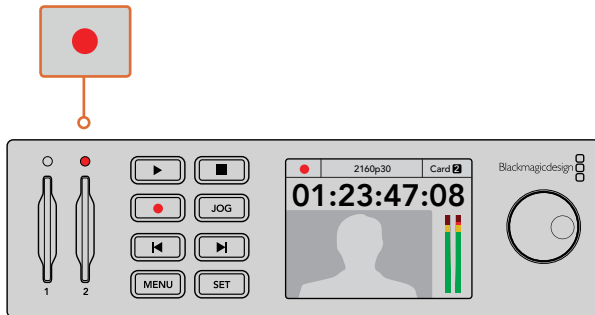 2160p30 Card 2
01:23:47:08
Blackmagicdesign
JOG
MENU SET
1 2